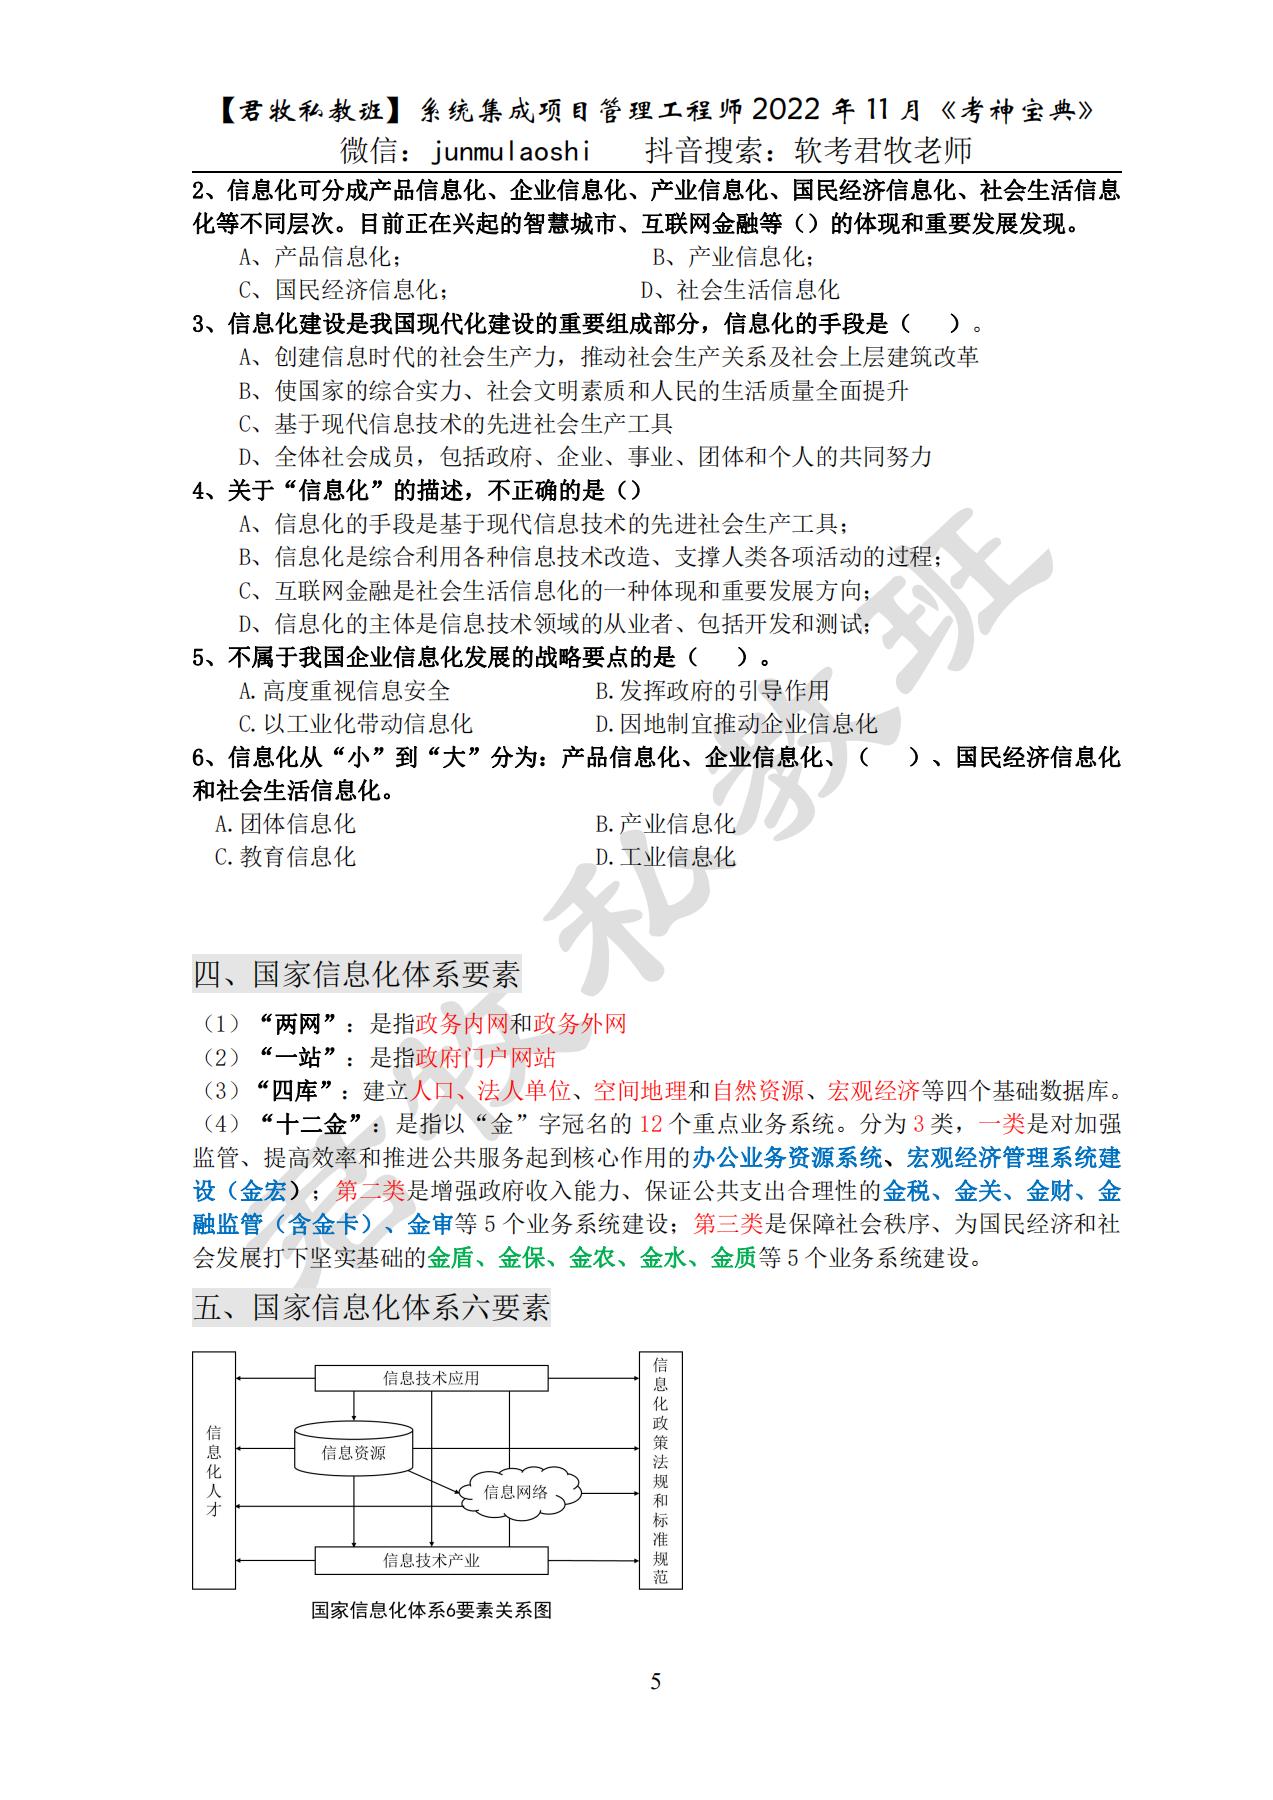 【君牧私教班】系统集成项目管理工程师 2022 年 11 月《考神宝典》
微信：junmulaoshi 抖音搜索：软考君牧老师
2、信息化可分成产品信息化、企业信息化、产业信息化、国民经济信息化、社会生活信息
化等不同层次。目前正在兴起的智慧城市、互联网金融等（）的体现和重要发展发现。
A、产品信息化； B、产业信息化；
C、国民经济信息化； D、社会生活信息化
3、信息化建设是我国现代化建设的重要组成部分，信息化的手段是（ ）。
A、创建信息时代的社会生产力，推动社会生产关系及社会上层建筑改革
B、使国家的综合实力、社会文明素质和人民的生活质量全面提升
C、基于现代信息技术的先进社会生产工具
D、全体社会成员，包括政府、企业、事业、团体和个人的共同努力
4、关于“信息化”的描述，不正确的是（）
A、信息化的手段是基于现代信息技术的先进社会生产工具；
B、信息化是综合利用各种信息技术改造、支撑人类各项活动的过程；
C、互联网金融是社会生活信息化的一种体现和重要发展方向；
D、信息化的主体是信息技术领域的从业者、包括开发和测试；
5、不属于我国企业信息化发展的战略要点的是（ ）。
A.高度重视信息安全 B.发挥政府的引导作用
C.以工业化带动信息化 D.因地制宜推动企业信息化
6、信息化从“小”到“大”分为：产品信息化、企业信息化、（ ）、国民经济信息化
和社会生活信息化。
A.团体信息化 B.产业信息化
C.教育信息化 D.工业信息化
四、国家信息化体系要素
（1）“两网”：是指政务内网和政务外网
（2）“一站”：是指政府门户网站
（3）“四库”：建立人口、法人单位、空间地理和自然资源、宏观经济等四个基础数据库。
（4）“十二金”：是指以“金”字冠名的 12 个重点业务系统。分为 3 类，一类是对加强
监管、提高效率和推进公共服务起到核心作用的办公业务资源系统、宏观经济管理系统建
设（金宏）；第二类是增强政府收入能力、保证公共支出合理性的金税、金关、金财、金
融监管（含金卡）、金审等 5 个业务系统建设；第三类是保障社会秩序、为国民经济和社
会发展打下坚实基础的金盾、金保、金农、金水、金质等 5 个业务系统建设。
五、国家信息化体系六要素
信息化人才
信息技术应用
信息资源
信息网络
信息技术产业
信息化政策法规和标准规范
国家信息化体系6要素关系图
5
君牧私教班